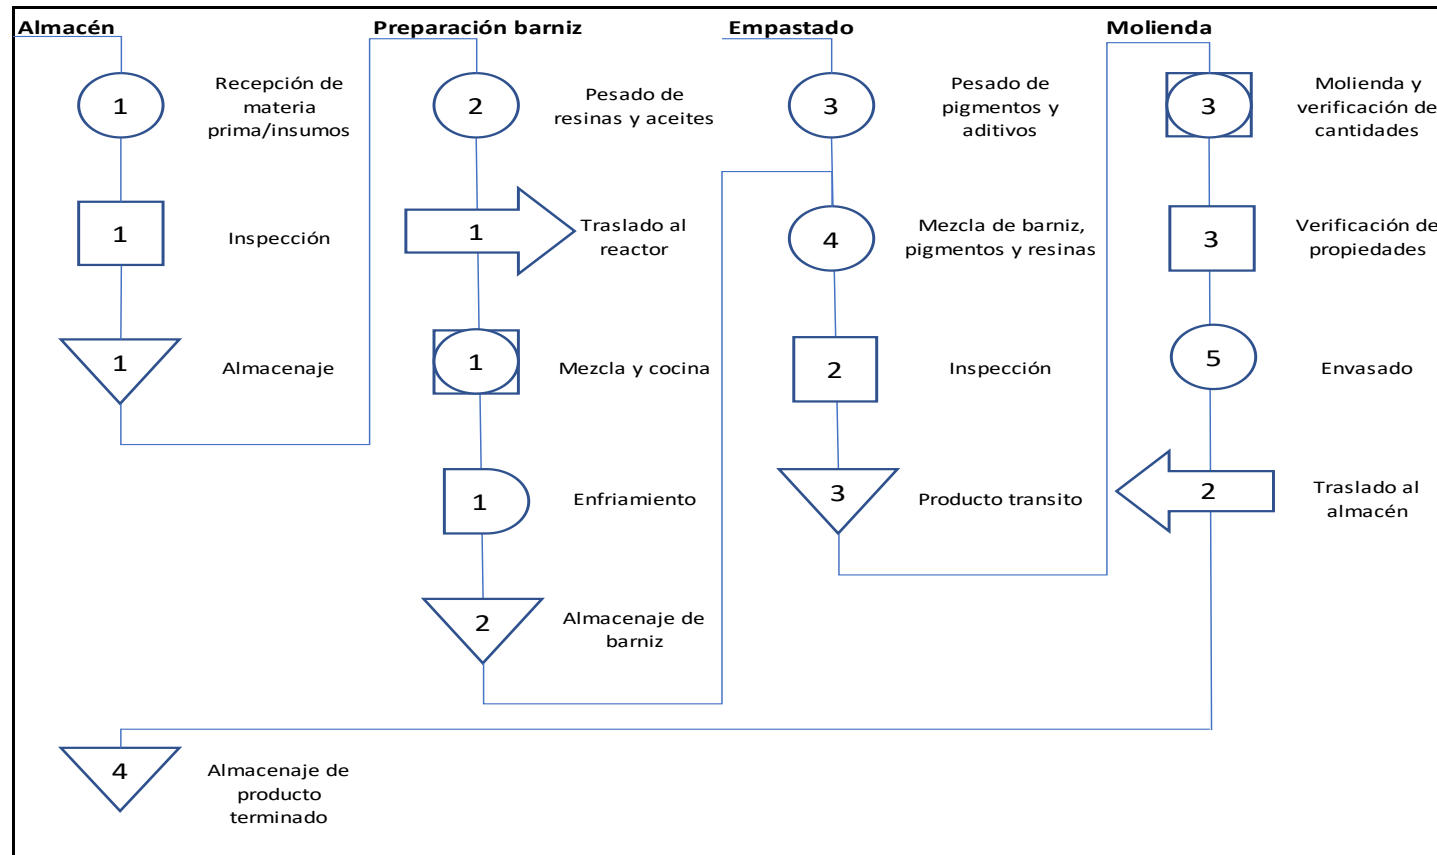 Almacén
1
Recepción de
materia
prima/insumos
1
Inspección
1
Almacenaje
Preparación barniz
2
Pesado de
resinas y aceites
1
Traslado al
reactor
1
Mezcla y cocina
1
Enfriamiento
2
Almacenaje de
barniz
Empastado
3
Pesado de
pigmentos y
aditivos
4
Mezcla de barniz,
pigmentos y resinas
2
Inspección
3
Producto transito
Molienda
3
Molienda y
verificación de
cantidades
3
Verificación de
propiedades
5
Envasado
2
Traslado al
almacén
4
Almacenaje de
producto
terminado